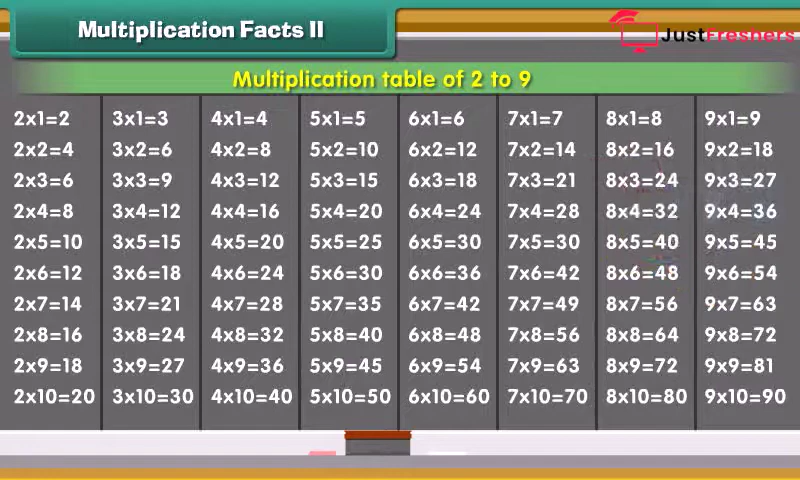 Multiplication Facts II
JustFreshers
Multiplication table of 2 to 9
2x1=2 3x1=3 4x1=4 5x1=5 6x1=6 7x1=7 8x1=8 9x1=9
2x2=4 3x2=6 4x2=8 5x2=10 6x2=12 7x2=14 8x2=16 9x2=18
2x3=6 3x3=9 4x3=12 5x3=15 6x3=18 7x3=21 8x3=24 9x3=27
2x4=8 3x4=12 4x4=16 5x4=20 6x4=24 7x4=28 8x4=32 9x4=36
2x5=10 3x5=15 4x5=20 5x5=25 6x5=30 7x5=30 8x5=40 9x5=45
2x6=12 3x6=18 4x6=24 5x6=30 6x6=36 7x6=42 8x6=48 9x6=54
2x7=14 3x7=21 4x7=28 5x7=35 6x7=42 7x7=49 8x7=56 9x7=63
2x8=16 3x8=24 4x8=32 5x8=40 6x8=48 7x8=56 8x8=64 9x8=72
2x9=18 3x9=27 4x9=36 5x9=45 6x9=54 7x9=63 8x9=72 9x9=81
2x10=20 3x10=30 4x10=40 5x10=50 6x10=60 7x10=70 8x10=80 9x10=90